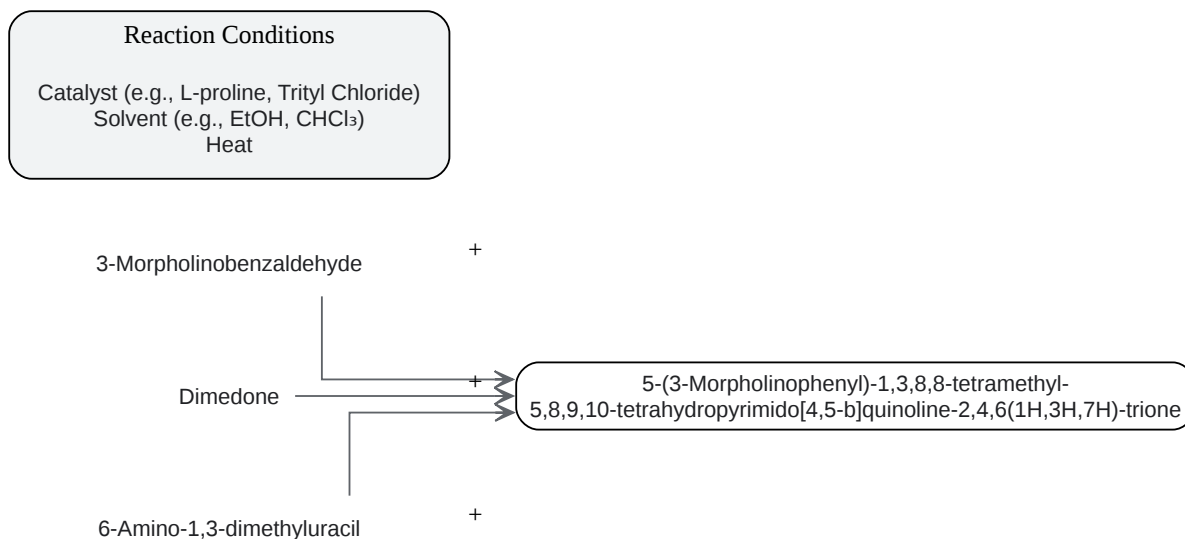 Reaction Conditions
Catalyst (e.g., L-proline, Trityl Chloride)
Solvent (e.g., EtOH, CHCl₃)
Heat
+
3-Morpholinobenzaldehyde
+
Dimedone
5-(3-Morpholinophenyl)-1,3,8,8-tetramethyl-
5,8,9,10-tetrahydropyrimido[4,5-b]quinoline-2,4,6(1H,3H,7H)-trione
+
6-Amino-1,3-dimethyluracil